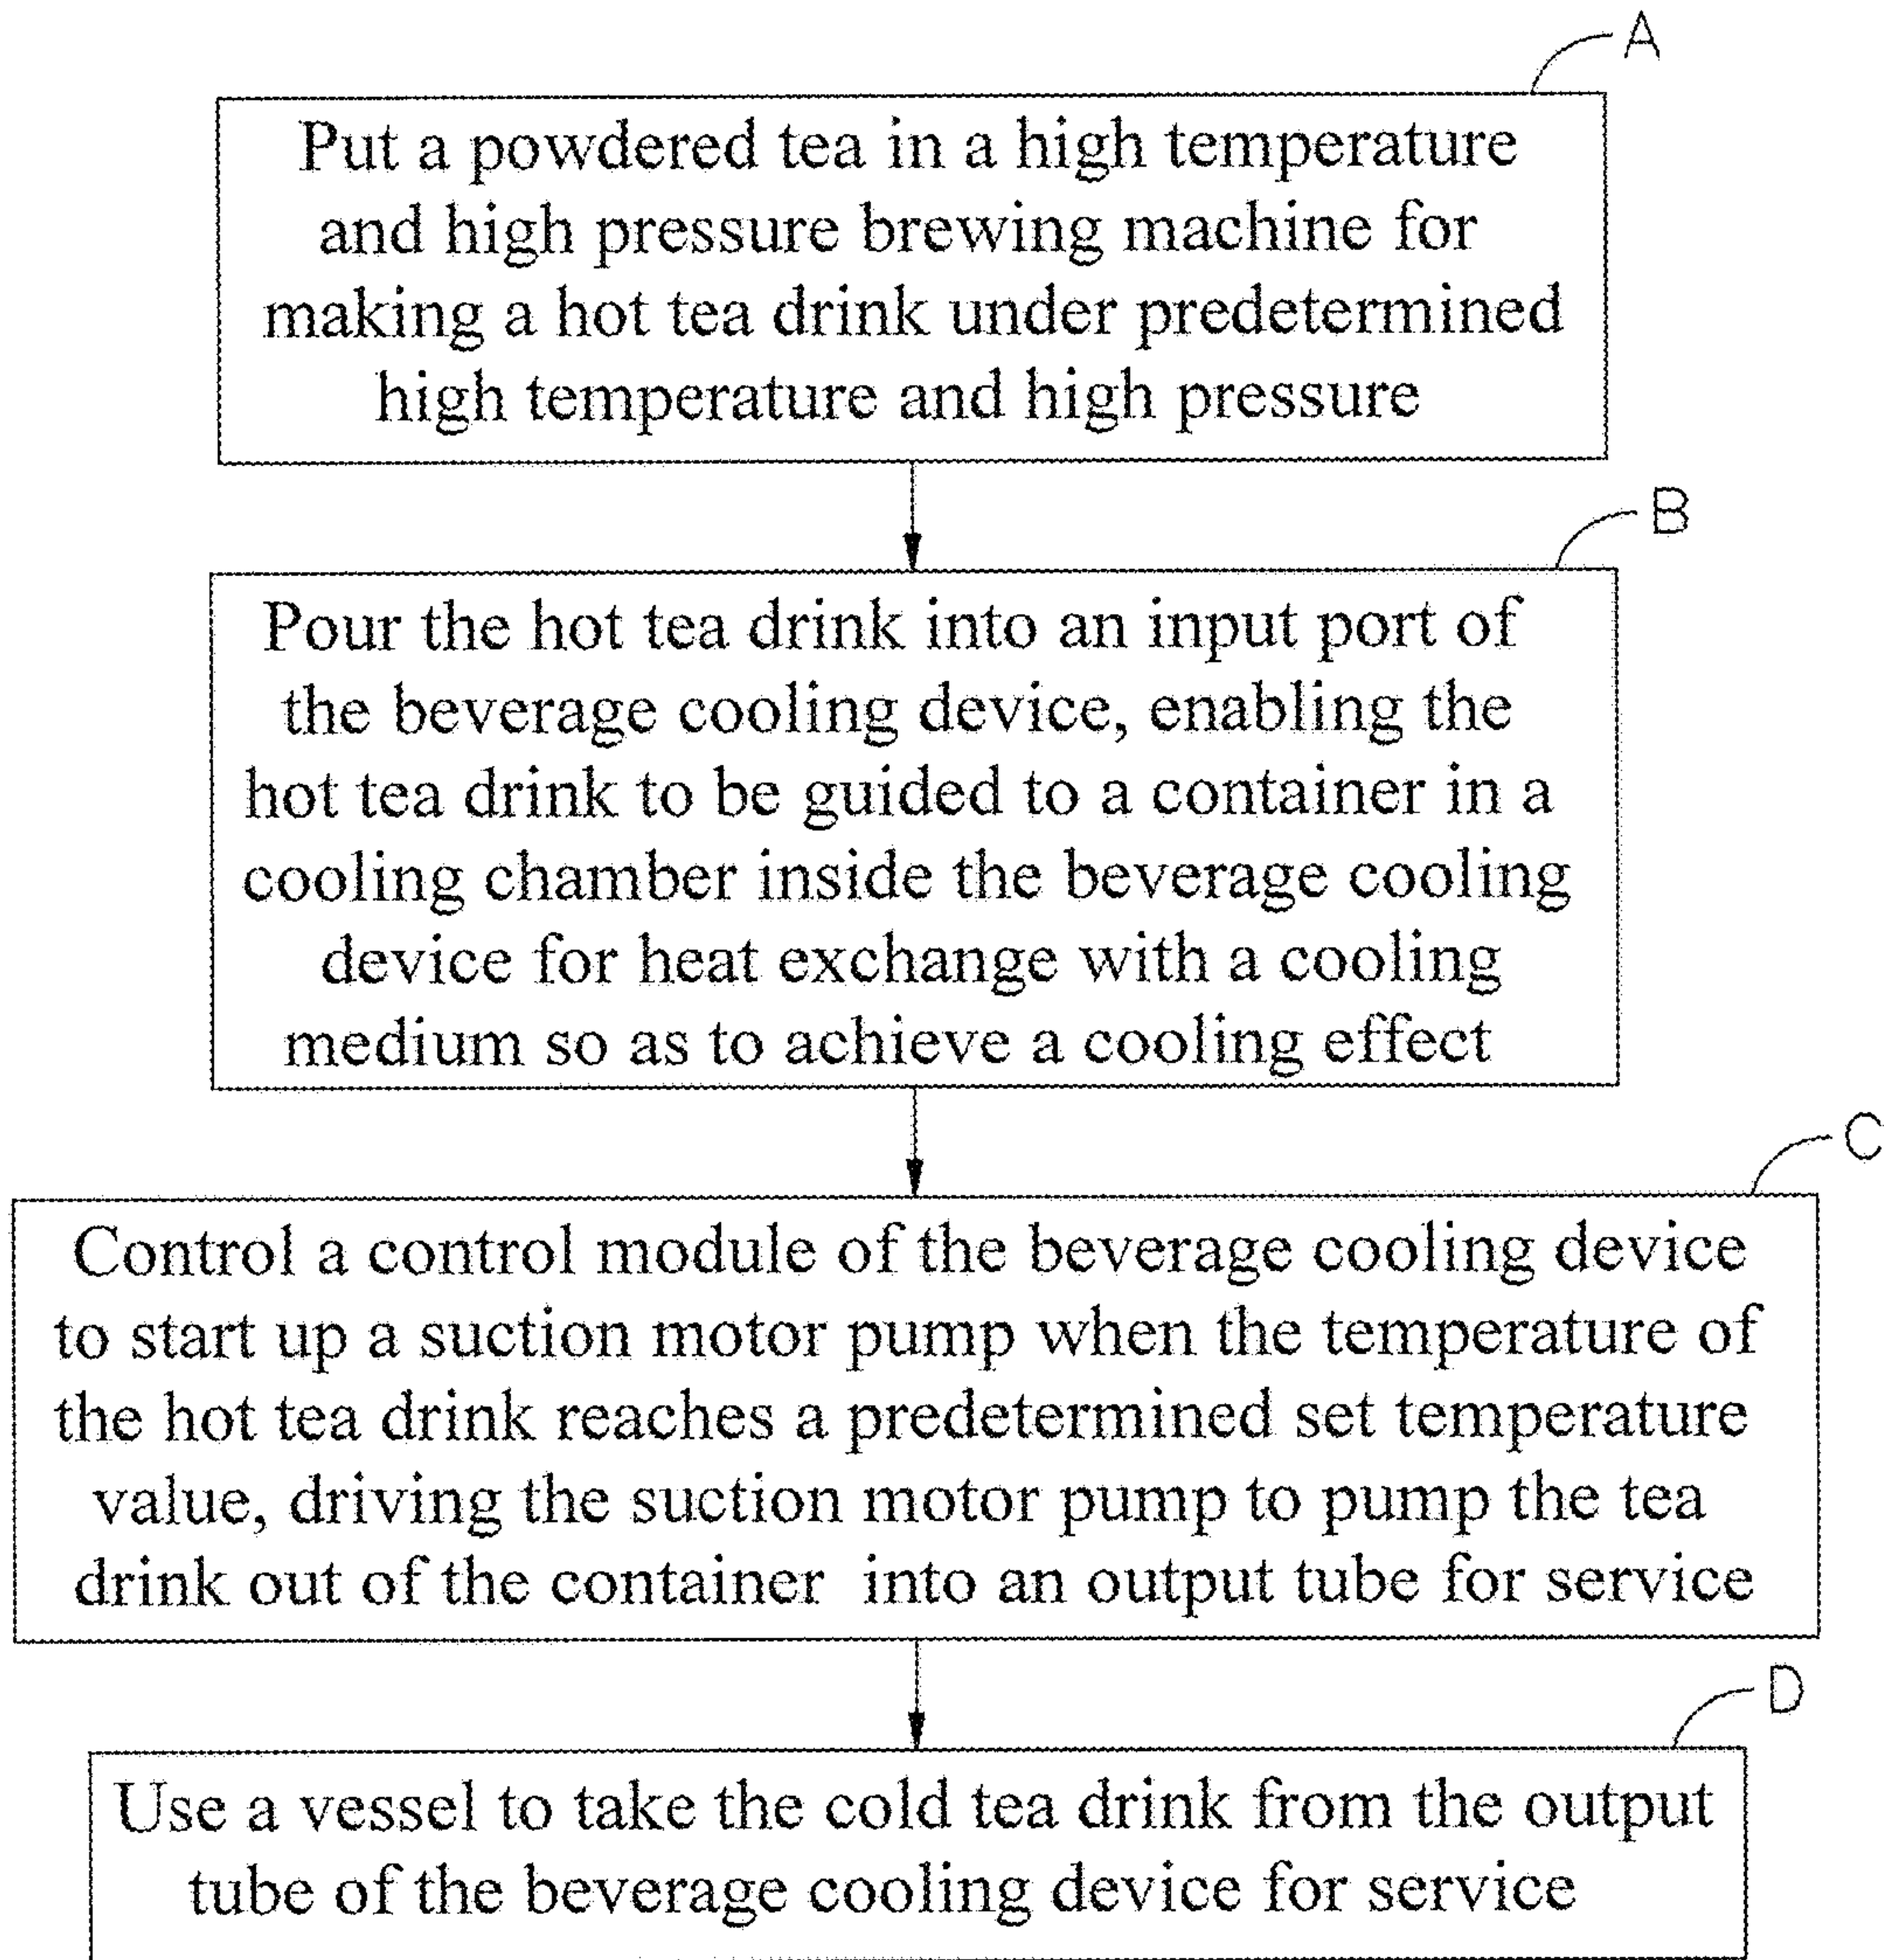 A
Put a powdered tea in a high temperature
and high pressure brewing machine for
making a hot tea drink under predetermined
high temperature and high pressure
B
Pour the hot tea drink into an input port of
the beverage cooling device, enabling the
hot tea drink to be guided to a container in a
cooling chamber inside the beverage cooling
device for heat exchange with a cooling
medium so as to achieve a cooling effect
C
Control a control module of the beverage cooling device
to start up a suction motor pump when the temperature of
the hot tea drink reaches a predetermined set temperature
value, driving the suction motor pump to pump the tea
drink out of the container into an output tube for service
D
Use a vessel to take the cold tea drink from the output
tube of the beverage cooling device for service